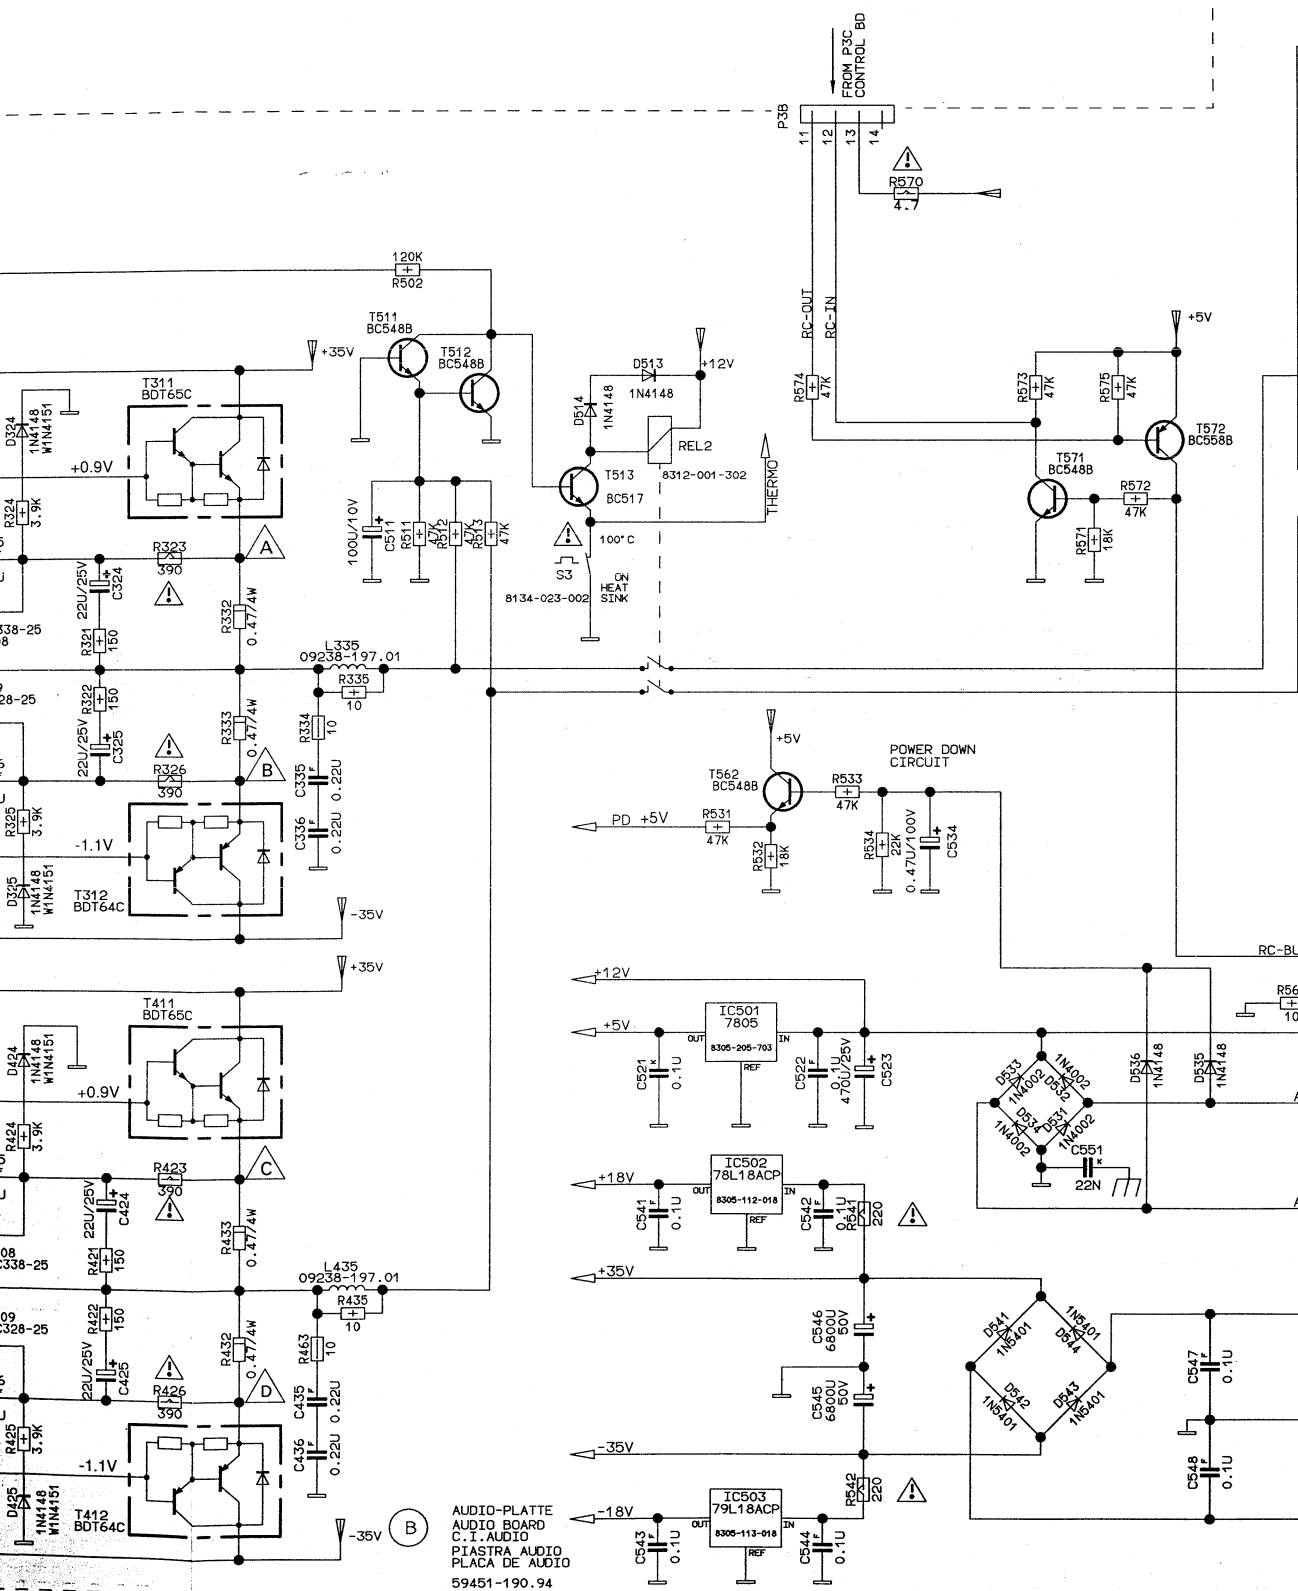 FROM P3C
CONTROL BD
P3B
11
12
13
14
R570
4.7
120K
R502
RC-OUT
RC-IN
T511
BC548B
T512
BC548B
+35V
+12V
+5V
D513
1N4148
D514
1N4148
R574
47K
R573
47K
R575
47K
T572
BC558B
T311
BDT65C
D324
1N4148
W1N4151
+0.9V
REL2
8312-001-302
THERMO
T513
BC517
T571
BC548B
R572
47K
R571
18K
R324
3.9K
100U/10V
C511
R511
47K
R512
47K
R513
47K
100°C
S3
ON
HEAT
SINK
8134-023-002
R323
390
A
22U/25V
C324
R332
0.47/4W
338-25
R321
150
L335
09238-197.01
R335
10
28-25
R322
150
R333
0.47/4W
R334
10
22U/25V
C325
R326
390
B
C335
0.22U
C336
0.22U
R325
3.9K
-1.1V
D325
1N4148
W1N4151
T312
BDT64C
-35V
+5V
T562
BC548B
POWER DOWN
CIRCUIT
R533
47K
PD +5V
R531
47K
R532
18K
R534
22K
0.47U/100V
C534
RC-BU
+35V
+12V
T411
BDT65C
D424
1N4148
W1N4151
+0.9V
R424
3.9K
+5V
IC501
7805
8305-205-703
OUT
IN
REF
C521
0.1U
C522
0.1U
470U/25V
C523
D533
1N4002
1N4002
D532
D534
1N4002
D531
1N4002
D536
1N4148
D535
1N4148
R56
10
C551
22N
R423
390
C
22U/25V
C424
R433
0.47/4W
+18V
IC502
78L18ACP
8305-112-018
OUT
IN
REF
C541
0.1U
C542
0.1U
R541
220
08
C338-25
R421
150
L435
09238-197.01
R435
10
+35V
09
C328-25
R422
150
R432
0.47/4W
R463
10
C546
6800U
50V
C545
6800U
50V
D541
1N5401
1N5401
D544
D542
1N5401
D543
1N5401
C547
0.1U
C548
0.1U
22U/25V
C425
R426
390
D
C435
0.22U
C436
0.22U
R425
3.9K
-1.1V
-35V
R542
220
D425
1N4148
W1N4151
T412
BDT64C
-35V
B
AUDIO-PLATTE
AUDIO BOARD
C.I.AUDIO
PIASTRA AUDIO
PLACA DE AUDIO
59451-190.94
-18V
IC503
79L18ACP
8305-113-018
OUT
IN
REF
C543
0.1U
C544
0.1U